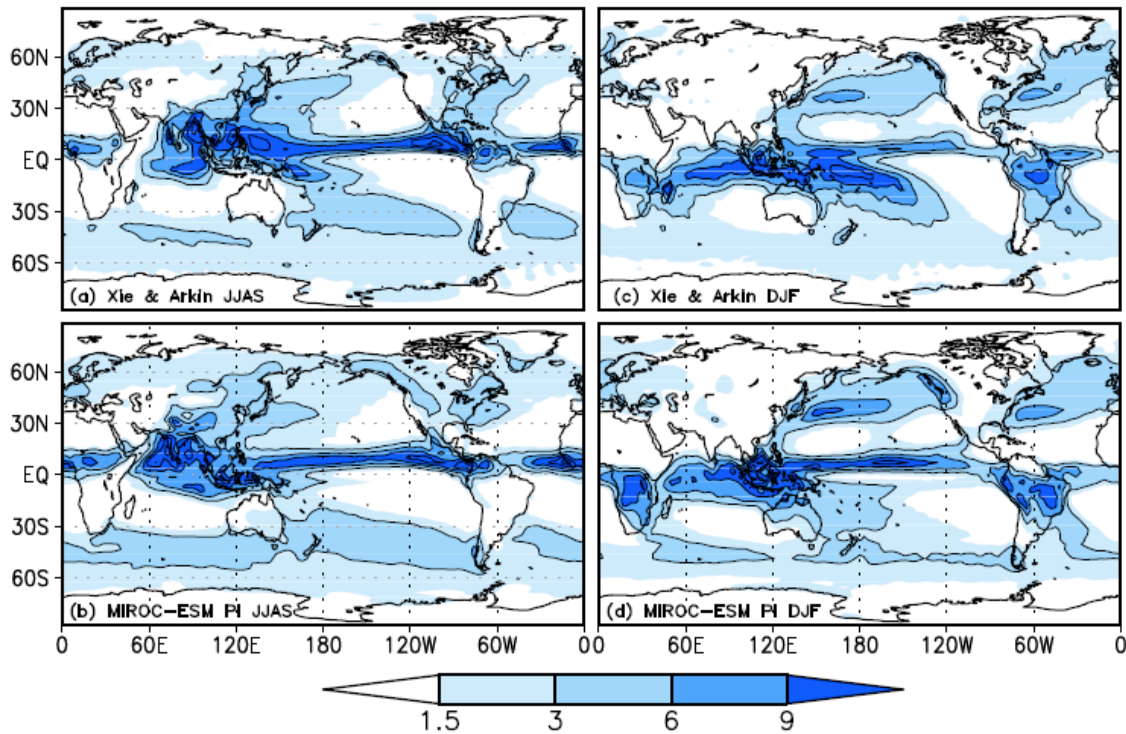 60N
30N
EQ
30S
60S
(a) Xie & Arkin JJAS
(c) Xie & Arkin DJF
60N
30N
EQ
30S
60S
(b) MIROC-ESM PI JJAS
(d) MIROC-ESM PI DJF
0 60E 120E 180 120W 60W 0 60E 120E 180 120W 60W 0
1.5 3 6 9